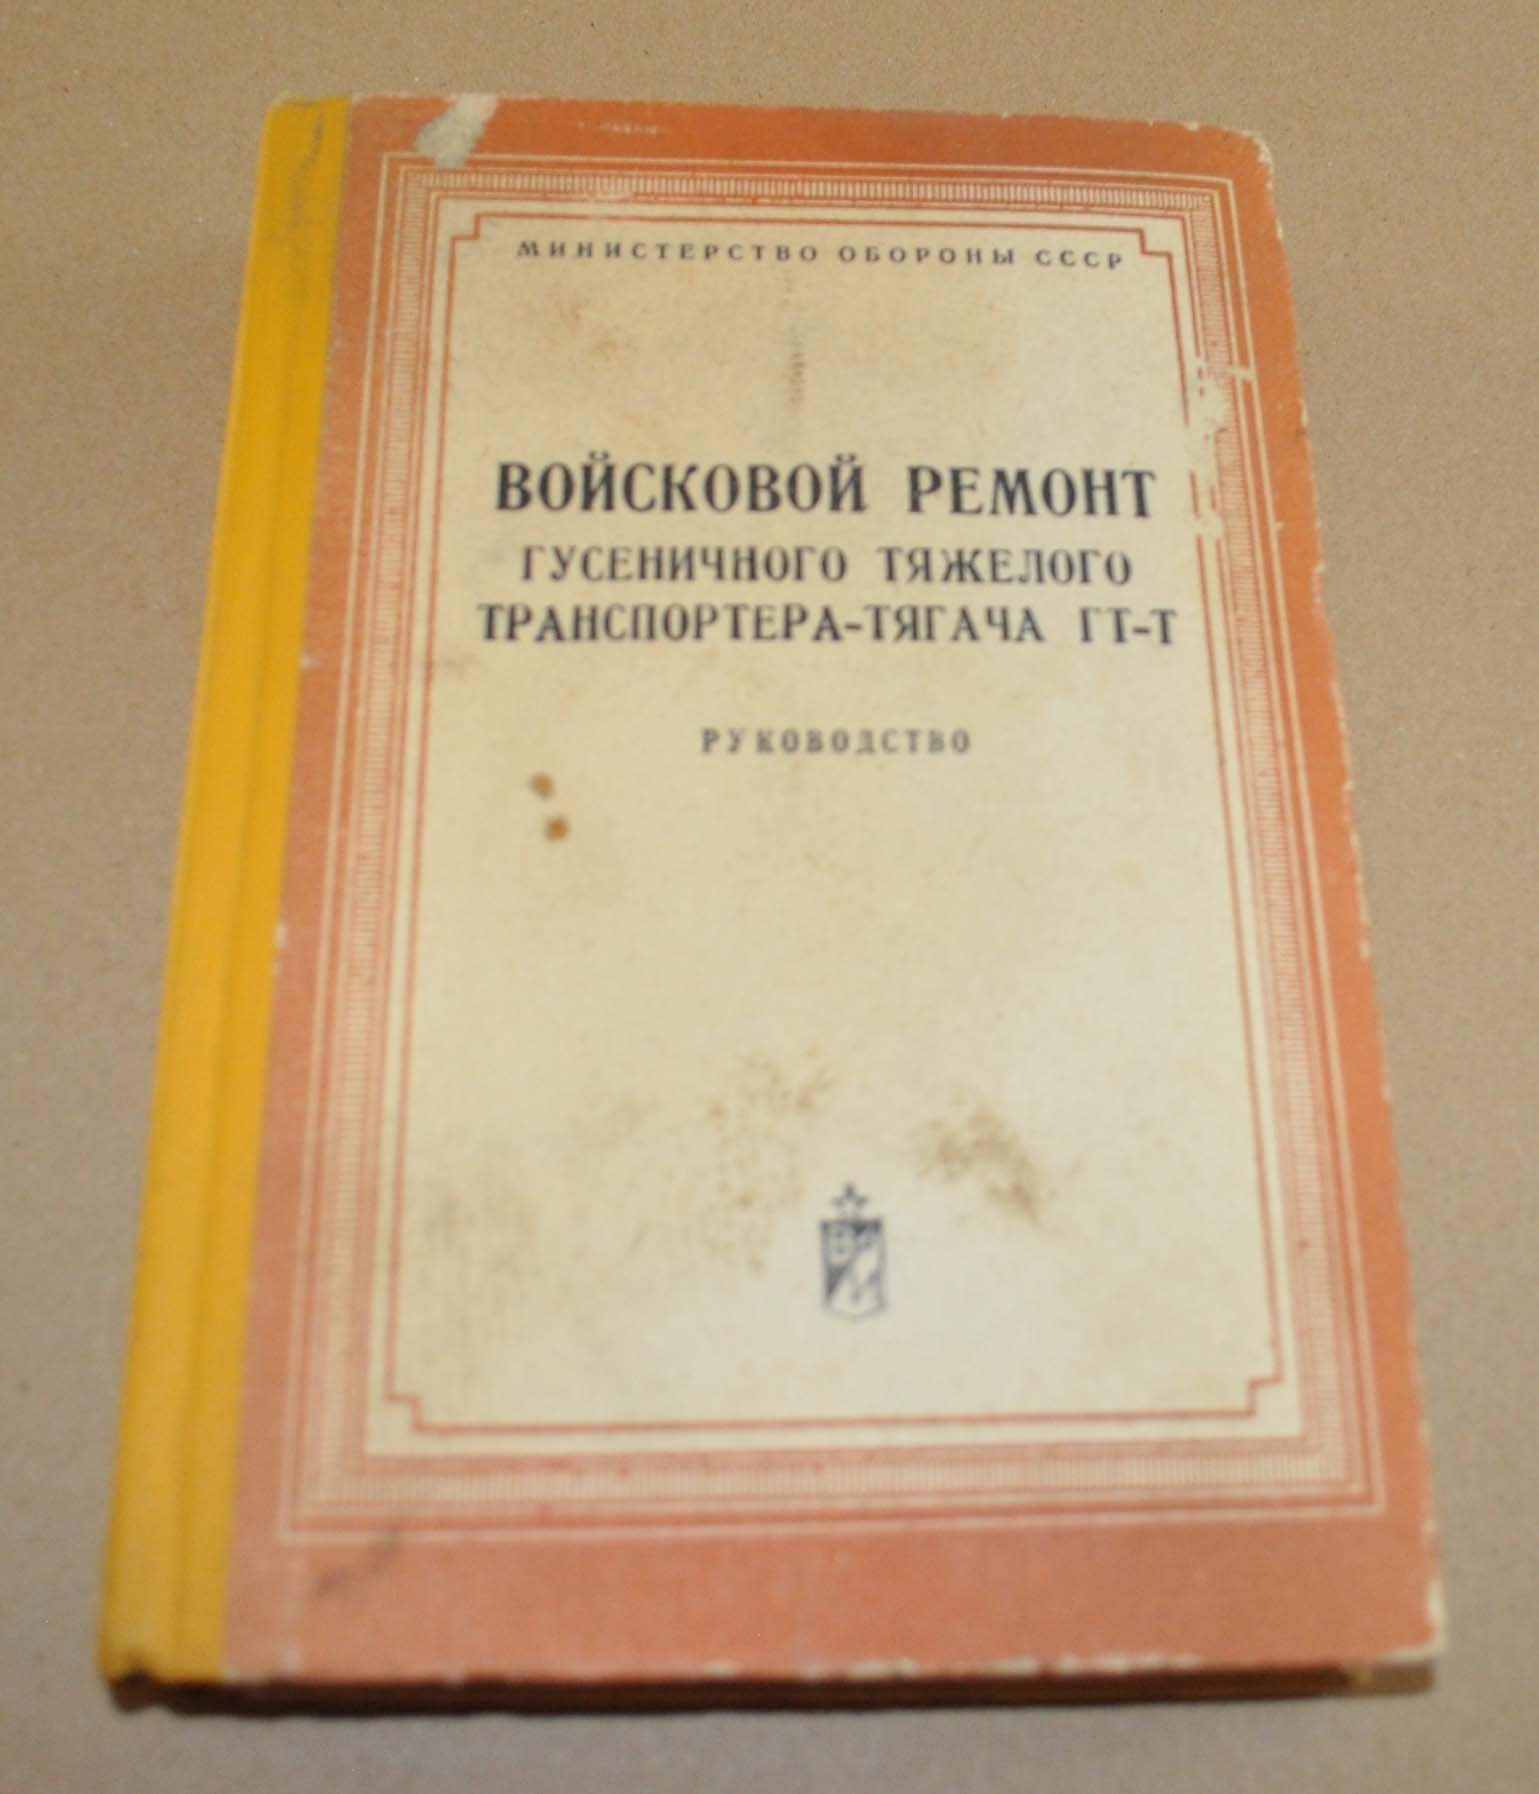 МИНИСТЕРСТВО ОБОРОНЫ СССР
ВОЙСКОВОЙ РЕМОНТ
ГУСЕНИЧНОГО ТЯЖЕЛОГО
ТРАНСПОРТЕРА-ТЯГАЧА ГТ-Т
РУКОВОДСТВО